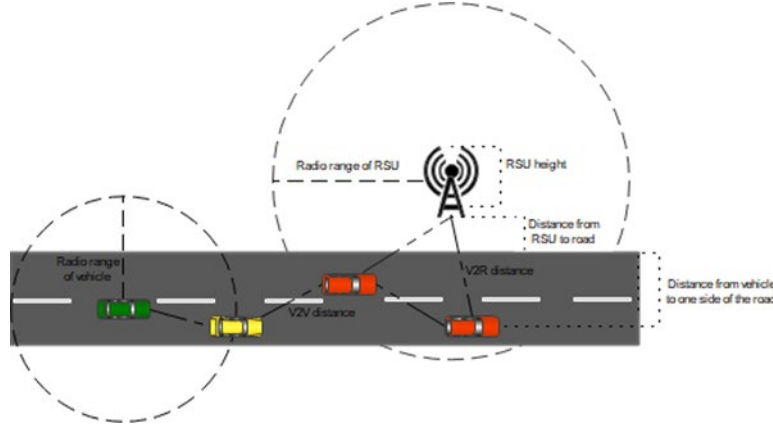 Radio range of RSU
RSU height
Distance from
RSU to road
Radio range
of vehicle
V2R distance
V2V distance
Distance from vehicle
to one side of the road